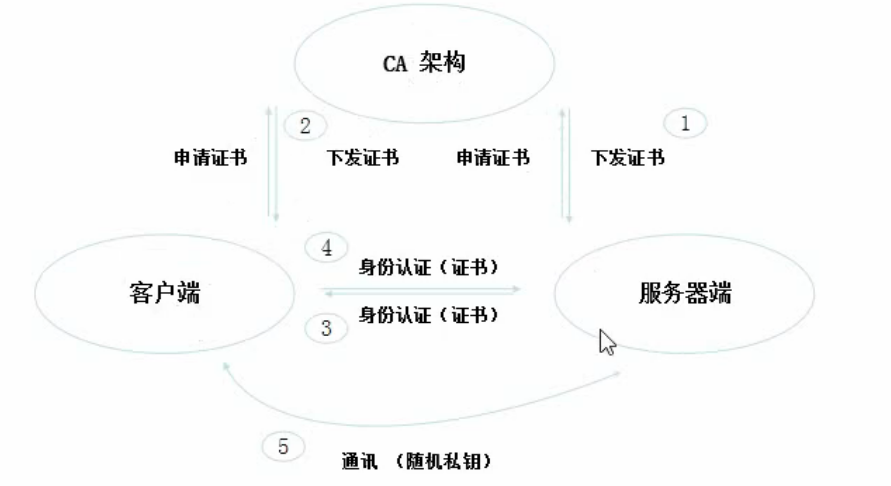 CA 架构
2
1
申请证书
下发证书
申请证书
下发证书
4
身份认证（证书）
客户端
服务器端
3
身份认证（证书）
5
通讯 （随机私钥）